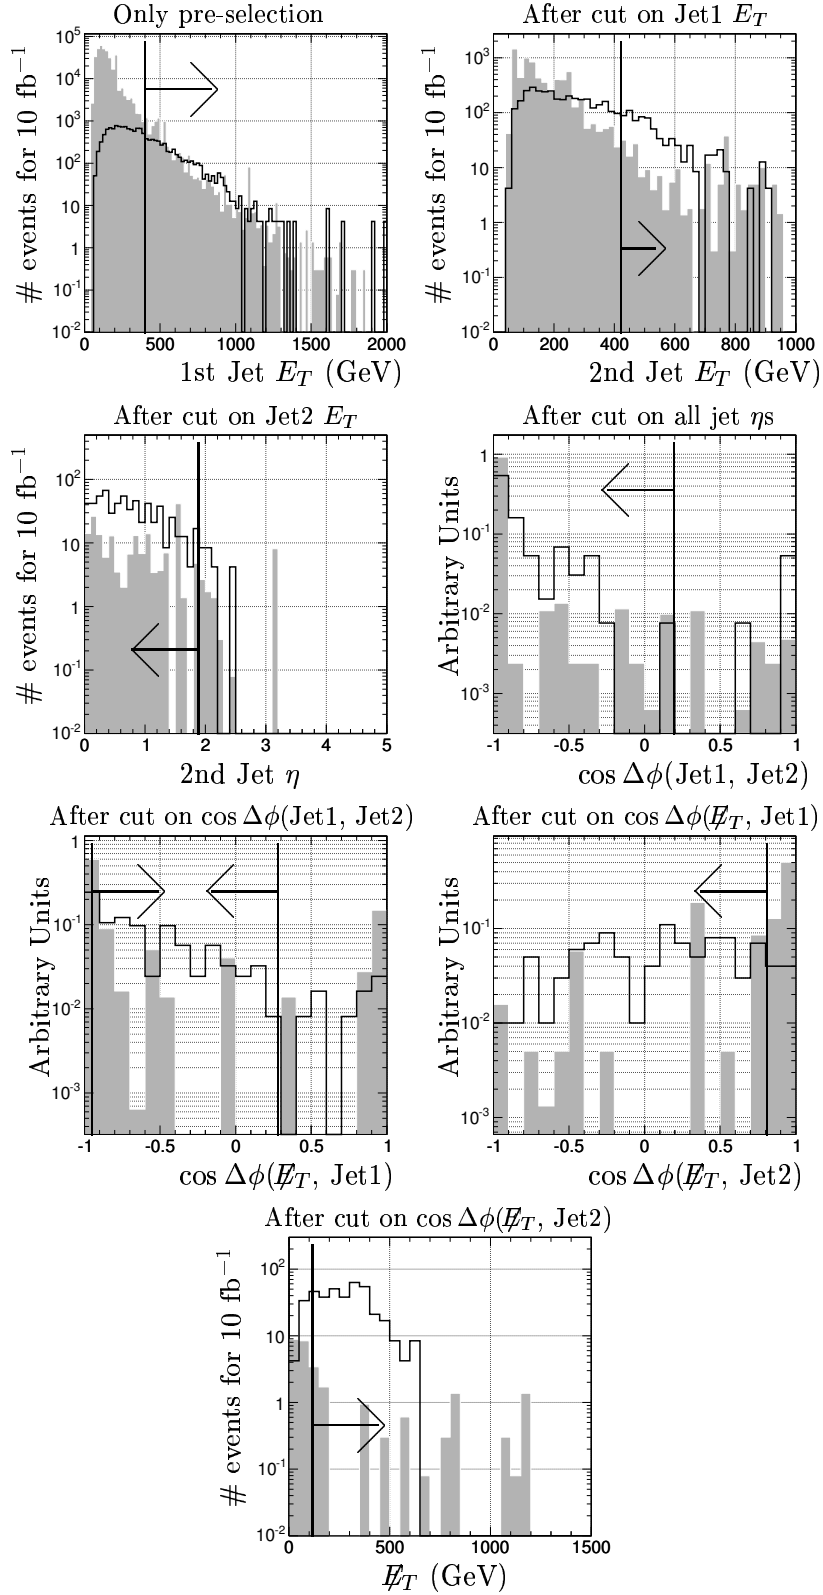 Only pre-selection
After cut on Jet1 E_T
# events for 10 fb⁻¹
10⁵
10⁴
10³
10²
10
1
10⁻¹
10⁻²
0 500 1000 1500 2000
1st Jet E_T (GeV)
# events for 10 fb⁻¹
10³
10²
10
1
10⁻¹
10⁻²
0 200 400 600 800 1000
2nd Jet E_T (GeV)
After cut on Jet2 E_T
After cut on all jet ηs
# events for 10 fb⁻¹
10²
10
1
10⁻¹
10⁻²
0 1 2 3 4 5
2nd Jet η
Arbitrary Units
1
10⁻¹
10⁻²
10⁻³
-1 -0.5 0 0.5 1
cos Δϕ(Jet1, Jet2)
After cut on cos Δϕ(Jet1, Jet2)
After cut on cos Δϕ(E̸_T, Jet1)
Arbitrary Units
1
10⁻¹
10⁻²
10⁻³
-1 -0.5 0 0.5 1
cos Δϕ(E̸_T, Jet1)
Arbitrary Units
10⁻¹
10⁻²
10⁻³
-1 -0.5 0 0.5 1
cos Δϕ(E̸_T, Jet2)
After cut on cos Δϕ(E̸_T, Jet2)
# events for 10 fb⁻¹
10²
10
1
10⁻¹
10⁻²
0 500 1000 1500
E̸_T (GeV)